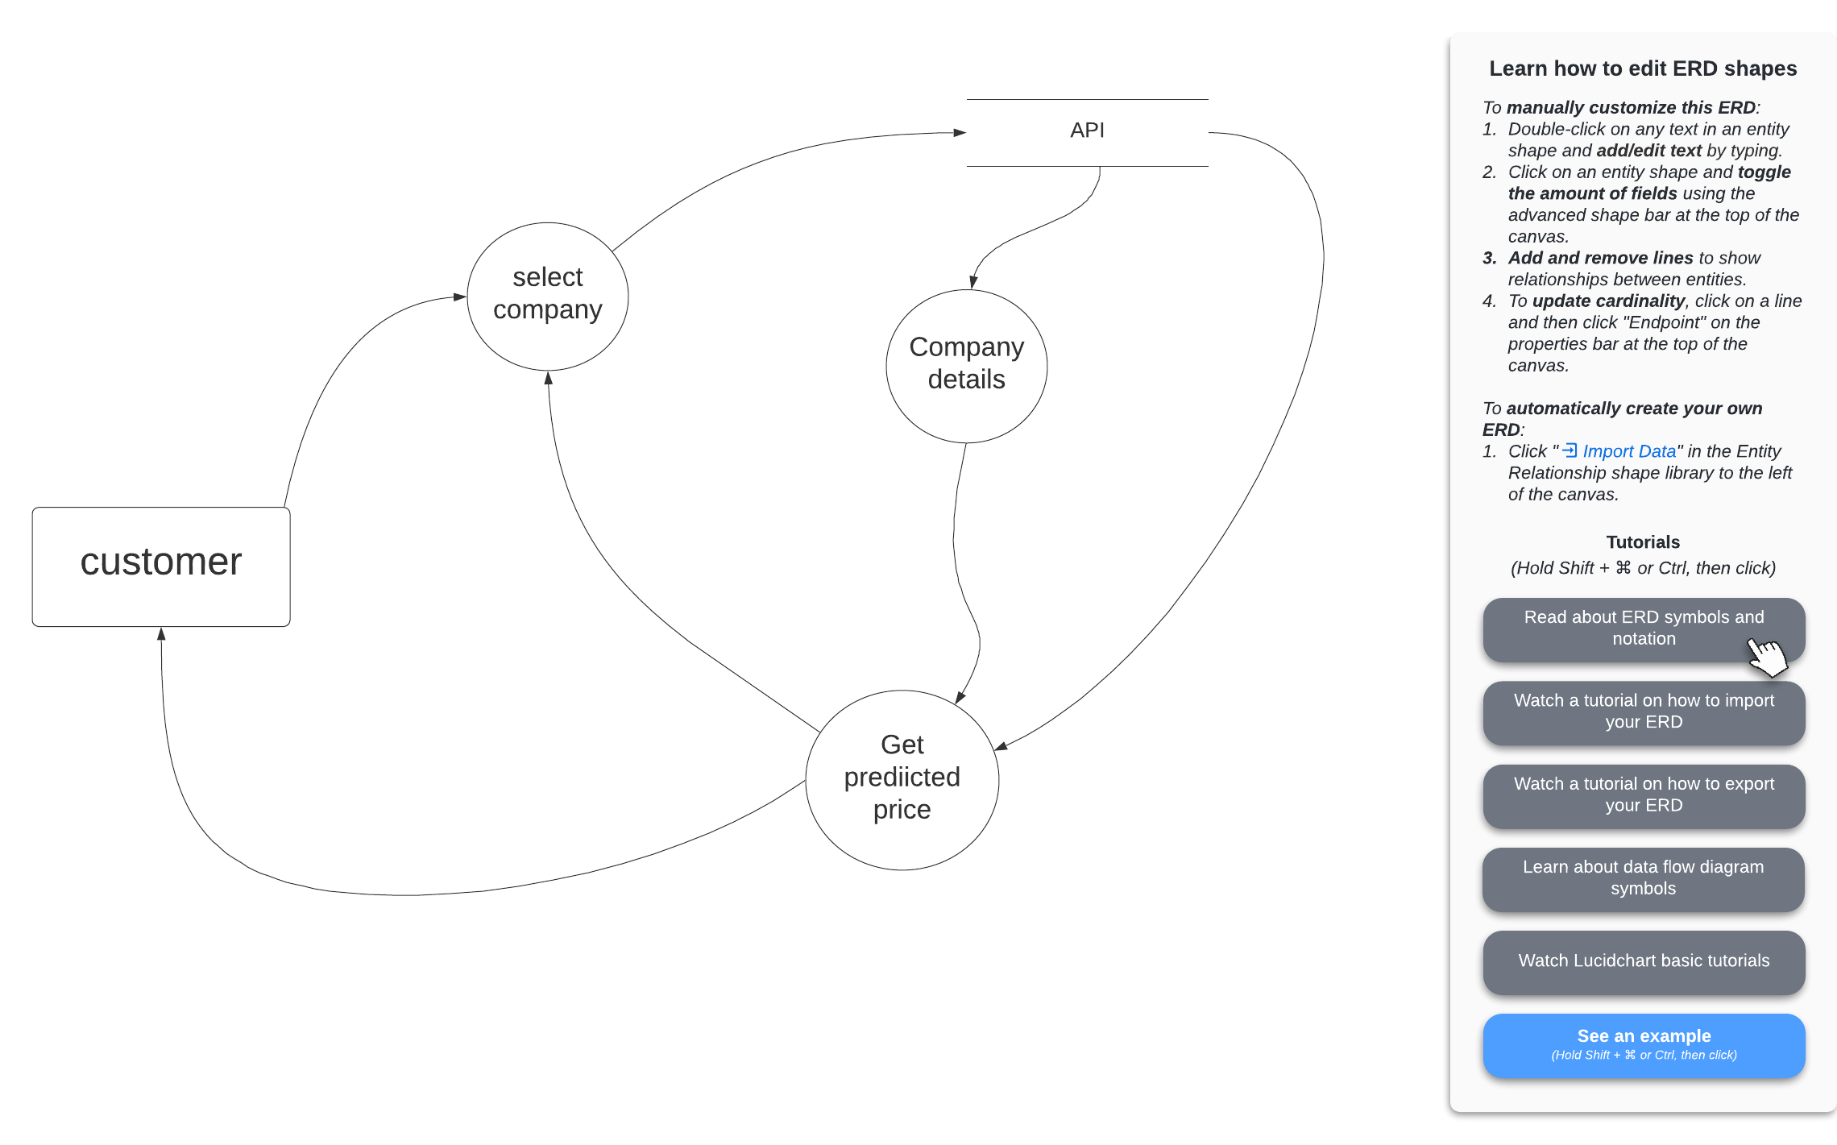 API
select
company
Company
details
customer
Get
prediicted
price
Learn how to edit ERD shapes
To manually customize this ERD:
1. Double-click on any text in an entity
shape and add/edit text by typing.
2. Click on an entity shape and toggle
the amount of fields using the
advanced shape bar at the top of the
canvas.
3. Add and remove lines to show
relationships between entities.
4. To update cardinality, click on a line
and then click "Endpoint" on the
properties bar at the top of the
canvas.
To automatically create your own
ERD:
1. Click " Import Data" in the Entity
Relationship shape library to the left
of the canvas.
Tutorials
(Hold Shift + ⌘ or Ctrl, then click)
Read about ERD symbols and
notation
Watch a tutorial on how to import
your ERD
Watch a tutorial on how to export
your ERD
Learn about data flow diagram
symbols
Watch Lucidchart basic tutorials
See an example
(Hold Shift + ⌘ or Ctrl, then click)